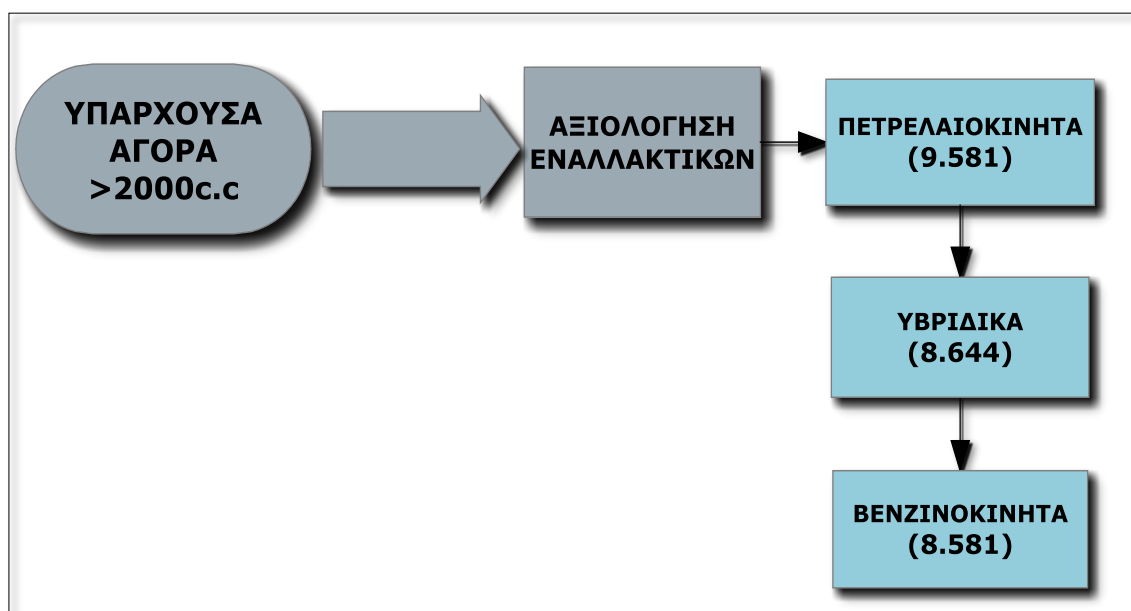 ΥΠΑΡΧΟΥΣΑ
ΑΓΟΡΑ
>2000c.c
ΑΞΙΟΛΟΓΗΣΗ
ΕΝΑΛΛΑΚΤΙΚΩΝ
ΠΕΤΡΕΛΑΙΟΚΙΝΗΤΑ
(9.581)
ΥΒΡΙΔΙΚΑ
(8.644)
ΒΕΝΖΙΝΟΚΙΝΗΤΑ
(8.581)